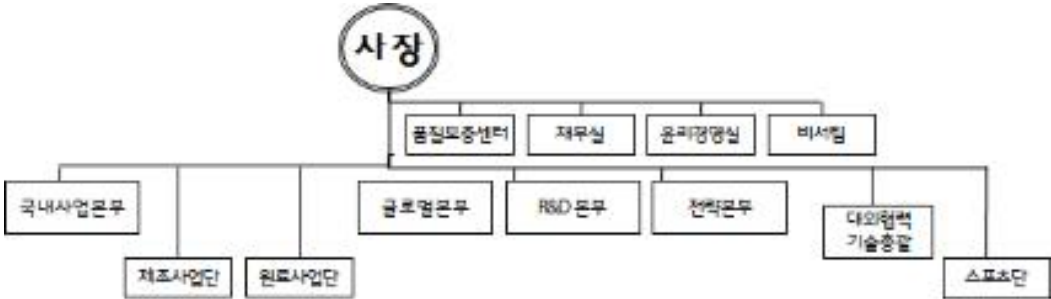 사장
품질보증센터
재무실
윤리경영실
비서팀
국내사업본부
글로벌본부
R&D 본부
전략본부
대외협력
기술총괄
제조사업단
원료사업단
스포츠단